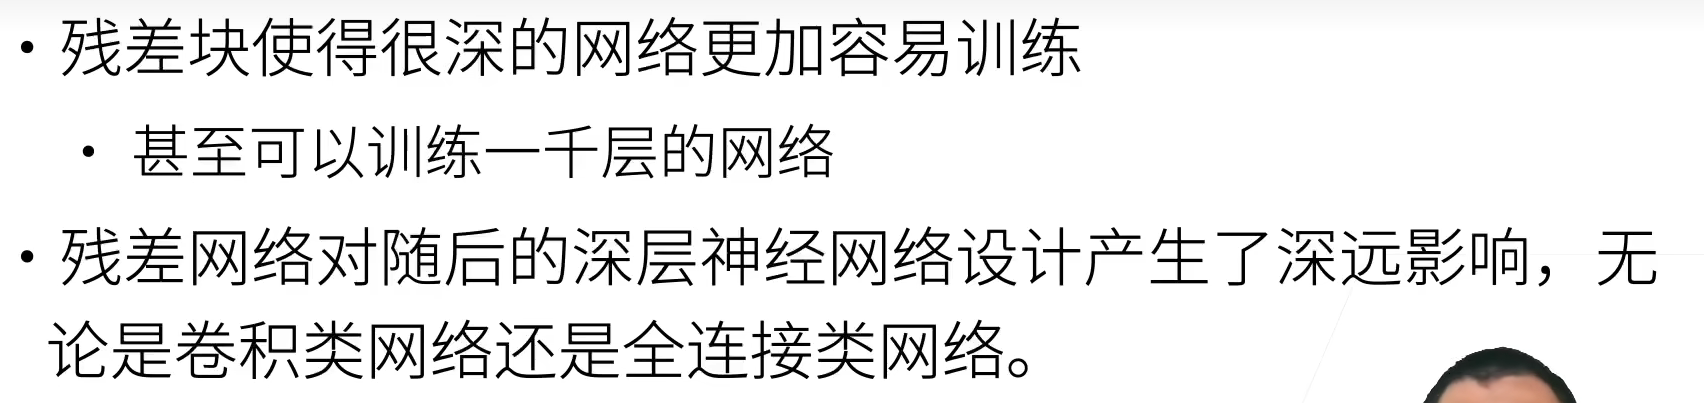 • 残差块使得很深的网络更加容易训练
• 甚至可以训练一千层的网络
• 残差网络对随后的深层神经网络设计产生了深远影响，无
论是卷积类网络还是全连接类网络。